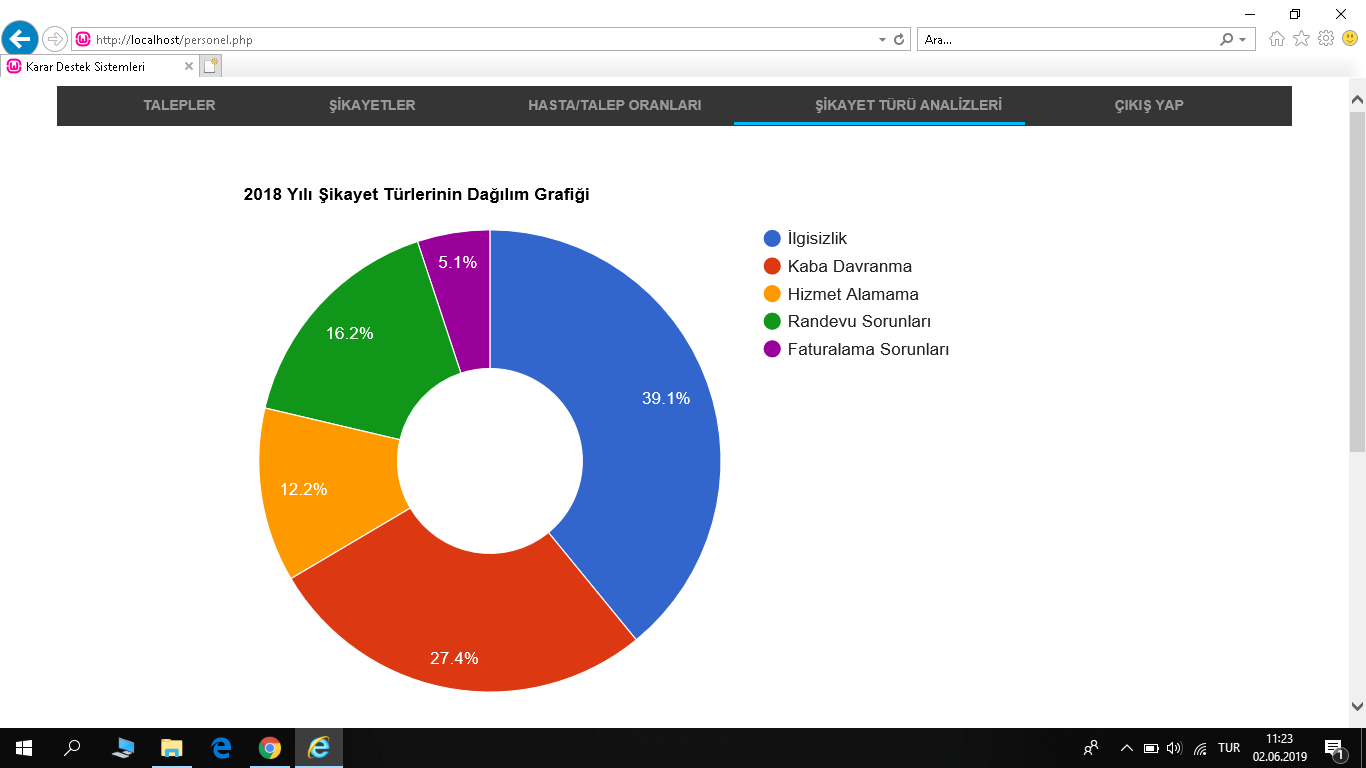 http://localhost/personel.php
Ara...
Karar Destek Sistemleri
TALEPLER ŞİKAYETLER HASTA/TALEP ORANLARI ŞİKAYET TÜRÜ ANALİZLERİ ÇIKIŞ YAP
2018 Yılı Şikayet Türlerinin Dağılım Grafiği
İlgisizlik
Kaba Davranma
Hizmet Alamama
Randevu Sorunları
Faturalama Sorunları
5.1%
16.2%
39.1%
12.2%
27.4%
TUR
11:23
02.06.2019
1